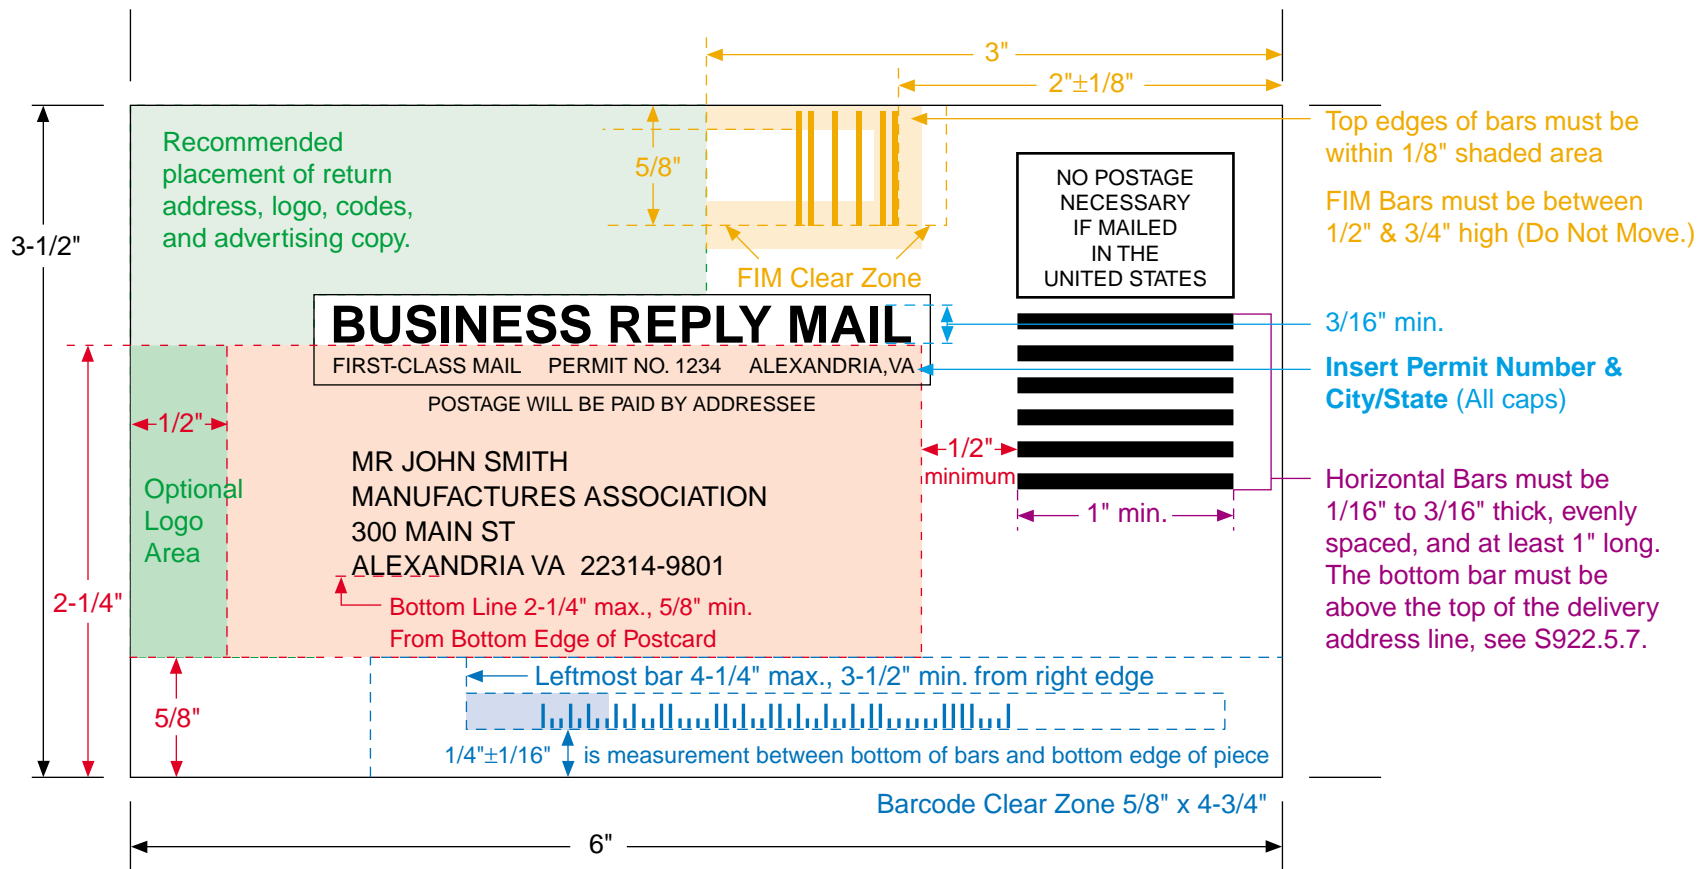 3"
2"±1/8"
Recommended
placement of return
address, logo, codes,
and advertising copy.
5/8"
Top edges of bars must be
within 1/8" shaded area
FIM Bars must be between
1/2" & 3/4" high (Do Not Move.)
NO POSTAGE
NECESSARY
IF MAILED
IN THE
UNITED STATES
3-1/2"
FIM Clear Zone
BUSINESS REPLY MAIL
FIRST-CLASS MAIL PERMIT NO. 1234 ALEXANDRIA,VA
POSTAGE WILL BE PAID BY ADDRESSEE
3/16" min.
Insert Permit Number &
City/State (All caps)
1/2"
MR JOHN SMITH
MANUFACTURES ASSOCIATION
300 MAIN ST
ALEXANDRIA VA 22314-9801
1/2"
minimum
Optional
Logo
Area
1" min.
Horizontal Bars must be
1/16" to 3/16" thick, evenly
spaced, and at least 1" long.
The bottom bar must be
above the top of the delivery
address line, see S922.5.7.
2-1/4"
Bottom Line 2-1/4" max., 5/8" min.
From Bottom Edge of Postcard
Leftmost bar 4-1/4" max., 3-1/2" min. from right edge
5/8"
1/4"±1/16" is measurement between bottom of bars and bottom edge of piece
Barcode Clear Zone 5/8" x 4-3/4"
6"